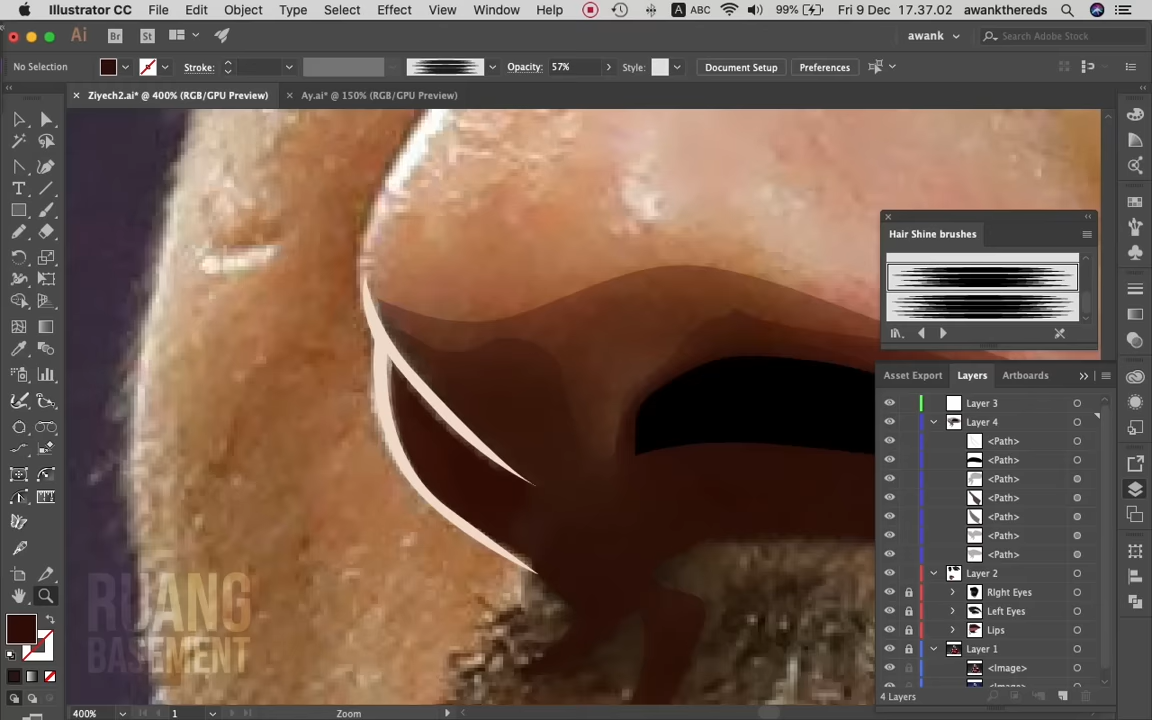 Illustrator CC File Edit Object Type Select Effect View Window Help A ABC 99% Fri 9 Dec 17.37.02 awankthereds
Ai Br St awank Search Adobe Stock
No Selection Stroke: Opacity: 57% Style: Document Setup Preferences
Ziyech2.ai* @ 400% (RGB/GPU Preview) Ay.ai* @ 150% (RGB/GPU Preview)
Hair Shine brushes
Asset Export Layers Artboards
Layer 3
Layer 4
<Path>
<Path>
<Path>
<Path>
<Path>
<Path>
<Path>
Layer 2
RIght Eyes
Left Eyes
Lips
Layer 1
<Image>
<Image>
4 Layers
RUANG
BASEMENT
400% 1 Zoom